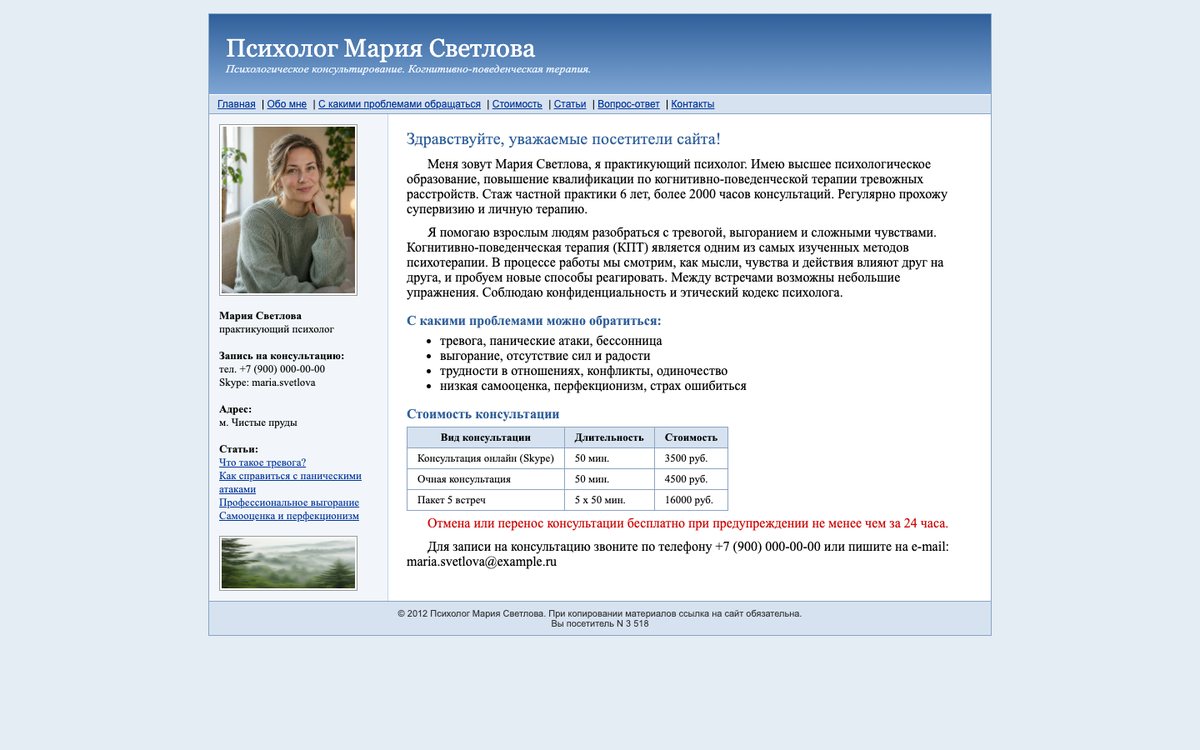 Психолог Мария Светлова
Психологическое консультирование. Когнитивно-поведенческая терапия.
Главная | Обо мне | С какими проблемами обращаться | Стоимость | Статьи | Вопрос-ответ | Контакты
Мария Светлова
практикующий психолог
Запись на консультацию:
тел. +7 (900) 000-00-00
Skype: maria.svetlova
Адрес:
м. Чистые пруды
Статьи:
Что такое тревога?
Как справиться с паническими
атаками
Профессиональное выгорание
Самооценка и перфекционизм
Здравствуйте, уважаемые посетители сайта!
Меня зовут Мария Светлова, я практикующий психолог. Имею высшее психологическое
образование, повышение квалификации по когнитивно-поведенческой терапии тревожных
расстройств. Стаж частной практики 6 лет, более 2000 часов консультаций. Регулярно прохожу
супервизию и личную терапию.
Я помогаю взрослым людям разобраться с тревогой, выгоранием и сложными чувствами.
Когнитивно-поведенческая терапия (КПТ) является одним из самых изученных методов
психотерапии. В процессе работы мы смотрим, как мысли, чувства и действия влияют друг на
друга, и пробуем новые способы реагировать. Между встречами возможны небольшие
упражнения. Соблюдаю конфиденциальность и этический кодекс психолога.
С какими проблемами можно обратиться:
• тревога, панические атаки, бессонница
• выгорание, отсутствие сил и радости
• трудности в отношениях, конфликты, одиночество
• низкая самооценка, перфекционизм, страх ошибиться
Стоимость консультации
Вид консультации Длительность Стоимость
Консультация онлайн (Skype) 50 мин. 3500 руб.
Очная консультация 50 мин. 4500 руб.
Пакет 5 встреч 5 x 50 мин. 16000 руб.
Отмена или перенос консультации бесплатно при предупреждении не менее чем за 24 часа.
Для записи на консультацию звоните по телефону +7 (900) 000-00-00 или пишите на e-mail:
maria.svetlova@example.ru
© 2012 Психолог Мария Светлова. При копировании материалов ссылка на сайт обязательна.
Вы посетитель N 3 518